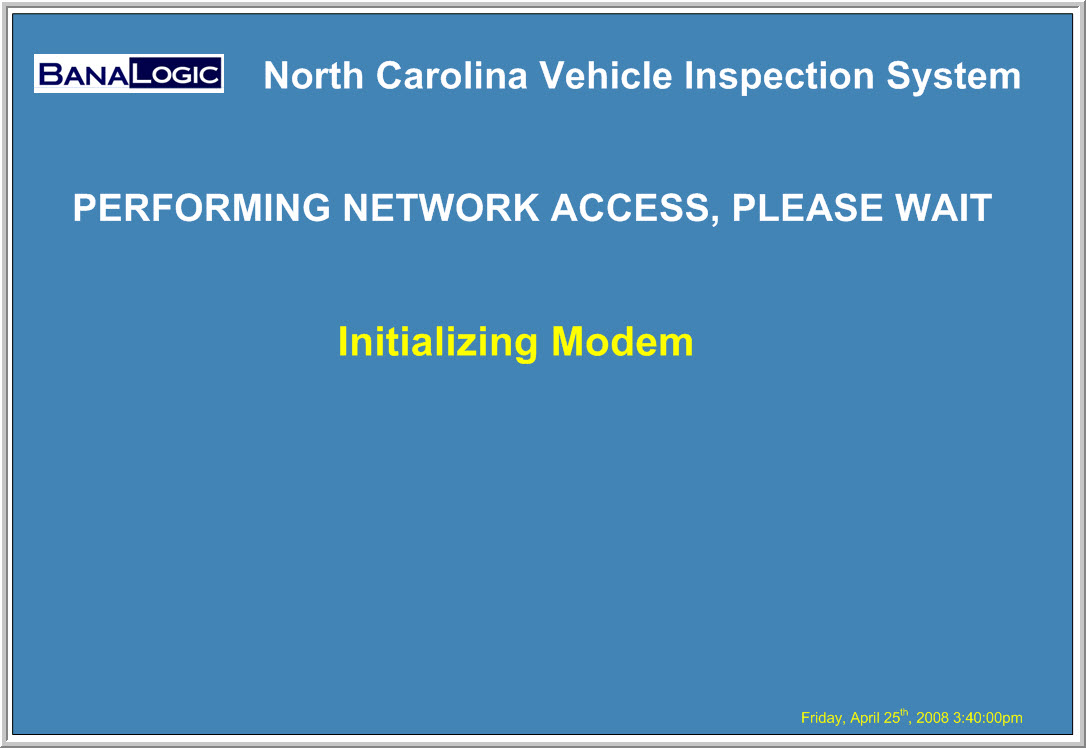 BANALOGIC North Carolina Vehicle Inspection System
PERFORMING NETWORK ACCESS, PLEASE WAIT
Initializing Modem
Friday, April 25th, 2008 3:40:00pm